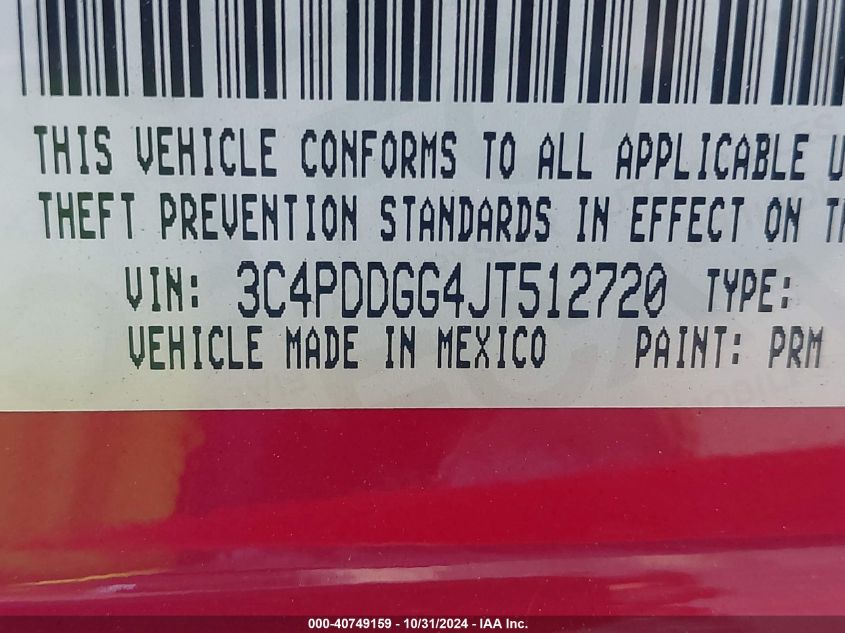 THIS VEHICLE CONFORMS TO ALL APPLICABLE U
THEFT PREVENTION STANDARDS IN EFFECT ON TH
VIN: 3C4PDDGG4JT512720 TYPE:
VEHICLE MADE IN MEXICO PAINT: PRM
000-40749159 - 10/31/2024 - IAA Inc.